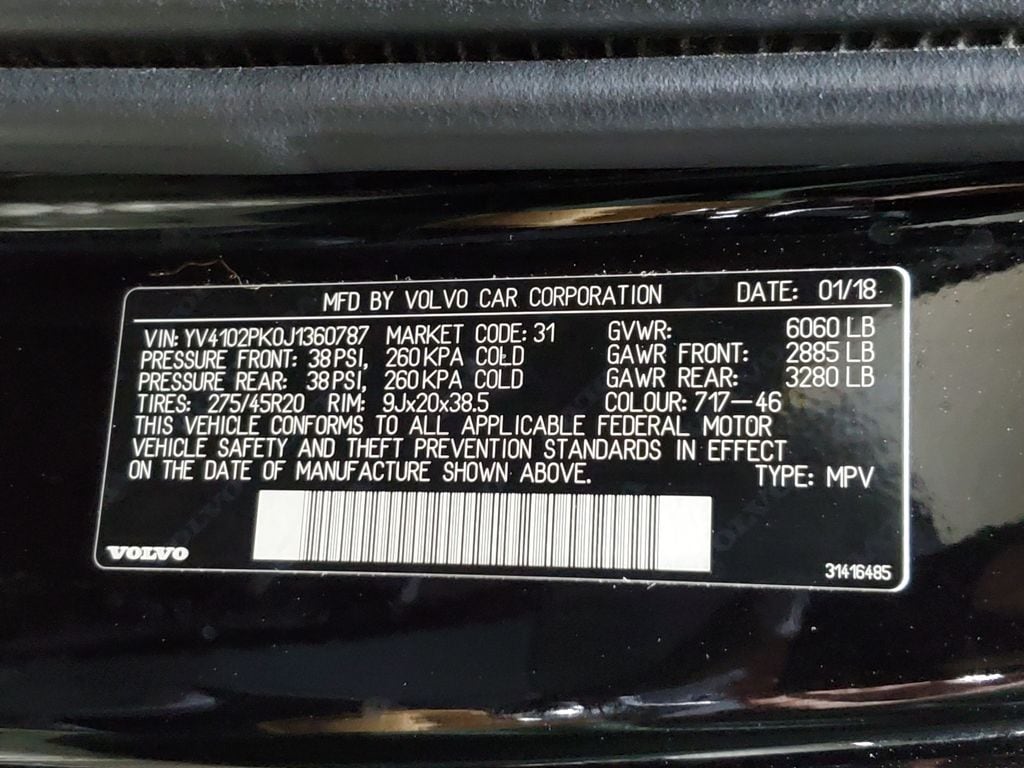 MFD BY VOLVO CAR CORPORATION DATE: 01/18
VIN: YV4102PK0J1360787 MARKET CODE: 31 GVWR: 6060 LB
PRESSURE FRONT: 38 PSI, 260 KPA COLD GAWR FRONT: 2885 LB
PRESSURE REAR: 38 PSI, 260 KPA COLD GAWR REAR: 3280 LB
TIRES: 275/45R20 RIM: 9Jx20x38.5 COLOUR: 717-46
THIS VEHICLE CONFORMS TO ALL APPLICABLE FEDERAL MOTOR
VEHICLE SAFETY AND THEFT PREVENTION STANDARDS IN EFFECT
ON THE DATE OF MANUFACTURE SHOWN ABOVE. TYPE: MPV
VOLVO
31416485